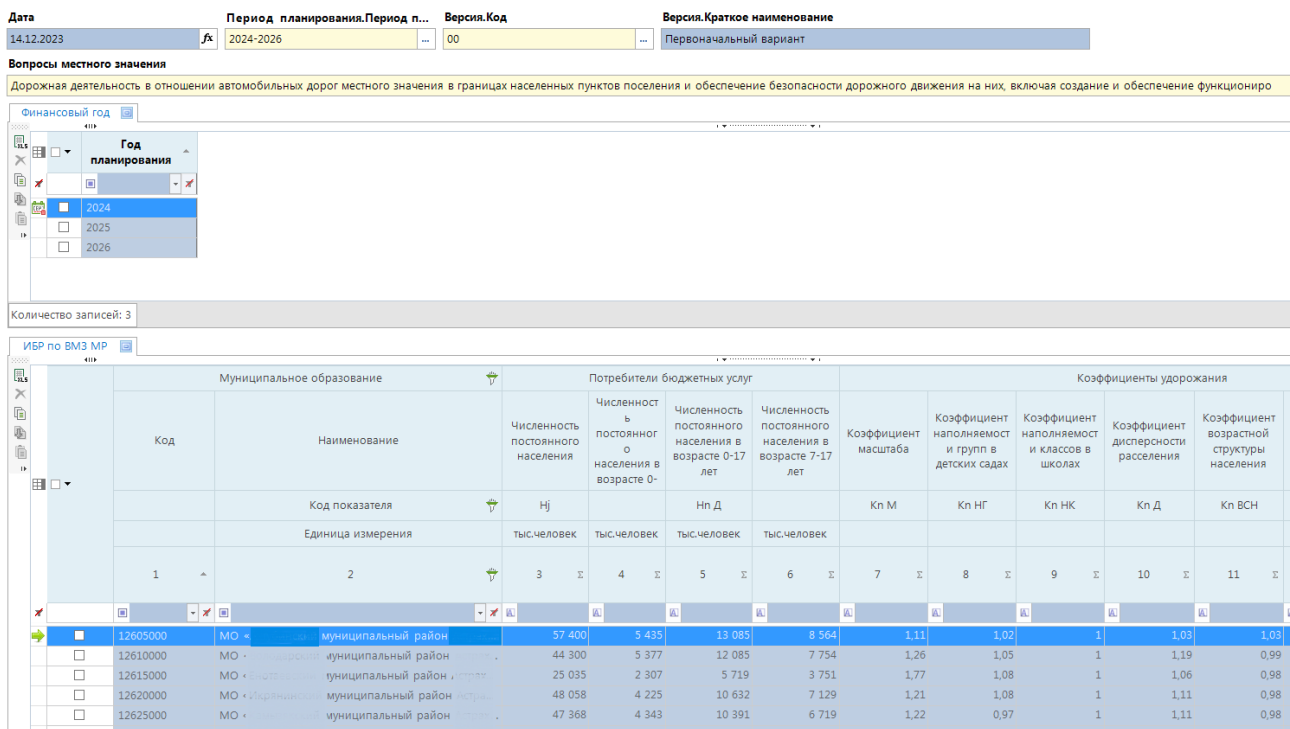 Дата
Период планирования.Период п...
Версия.Код
Версия.Краткое наименование
14.12.2023
fx
2024-2026
...
00
...
Первоначальный вариант
Вопросы местного значения
Дорожная деятельность в отношении автомобильных дорог местного значения в границах населенных пунктов поселения и обеспечение безопасности дорожного движения на них, включая создание и обеспечение функциониро
Финансовый год
Год
планирования
2024
2025
2026
Количество записей: 3
ИБР по ВМЗ МР
Муниципальное образование
Потребители бюджетных услуг
Коэффициенты удорожания
Код
Наименование
Численность
постоянного
населения
Численност
ь
постоянног
о
населения в
возрасте 0-
Численность
постоянного
населения в
возрасте 0-17
лет
Численность
постоянного
населения в
возрасте 7-17
лет
Коэффициент
масштаба
Коэффициент
наполняемост
и групп в
детских садах
Коэффициент
наполняемост
и классов в
школах
Коэффициент
дисперсности
расселения
Коэффициент
возрастной
структуры
населения
Код показателя
Нj
Нп Д
Кп М
Кп НГ
Кп НК
Кп Д
Кп ВСН
Единица измерения
тыс.человек
тыс.человек
тыс.человек
тыс.человек
1
2
3 Σ
4 Σ
5 Σ
6 Σ
7 Σ
8 Σ
9 Σ
10 Σ
11 Σ
12605000 МО « муниципальный район 57 400 5 435 13 085 8 564 1,11 1,02 1 1,03 1,03
12610000 МО « муниципальный район 44 300 5 377 12 085 7 754 1,26 1,05 1 1,19 0,99
12615000 МО « муниципальный район 25 035 2 307 5 719 3 751 1,77 1,08 1 1,06 0,98
12620000 МО « муниципальный район 48 058 4 225 10 632 7 129 1,21 1,08 1 1,11 0,98
12625000 МО « муниципальный район 47 368 4 343 10 391 6 719 1,22 0,97 1 1,11 0,98